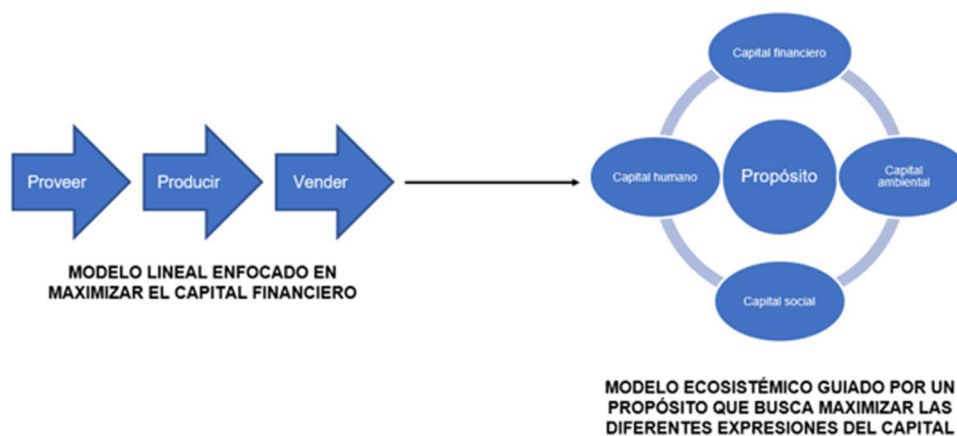 Proveer
Producir
Vender
MODELO LINEAL ENFOCADO EN
MAXIMIZAR EL CAPITAL FINANCIERO
Capital financiero
Capital humano
Propósito
Capital
ambiental
Capital social
MODELO ECOSISTÉMICO GUIADO POR UN
PROPÓSITO QUE BUSCA MAXIMIZAR LAS
DIFERENTES EXPRESIONES DEL CAPITAL